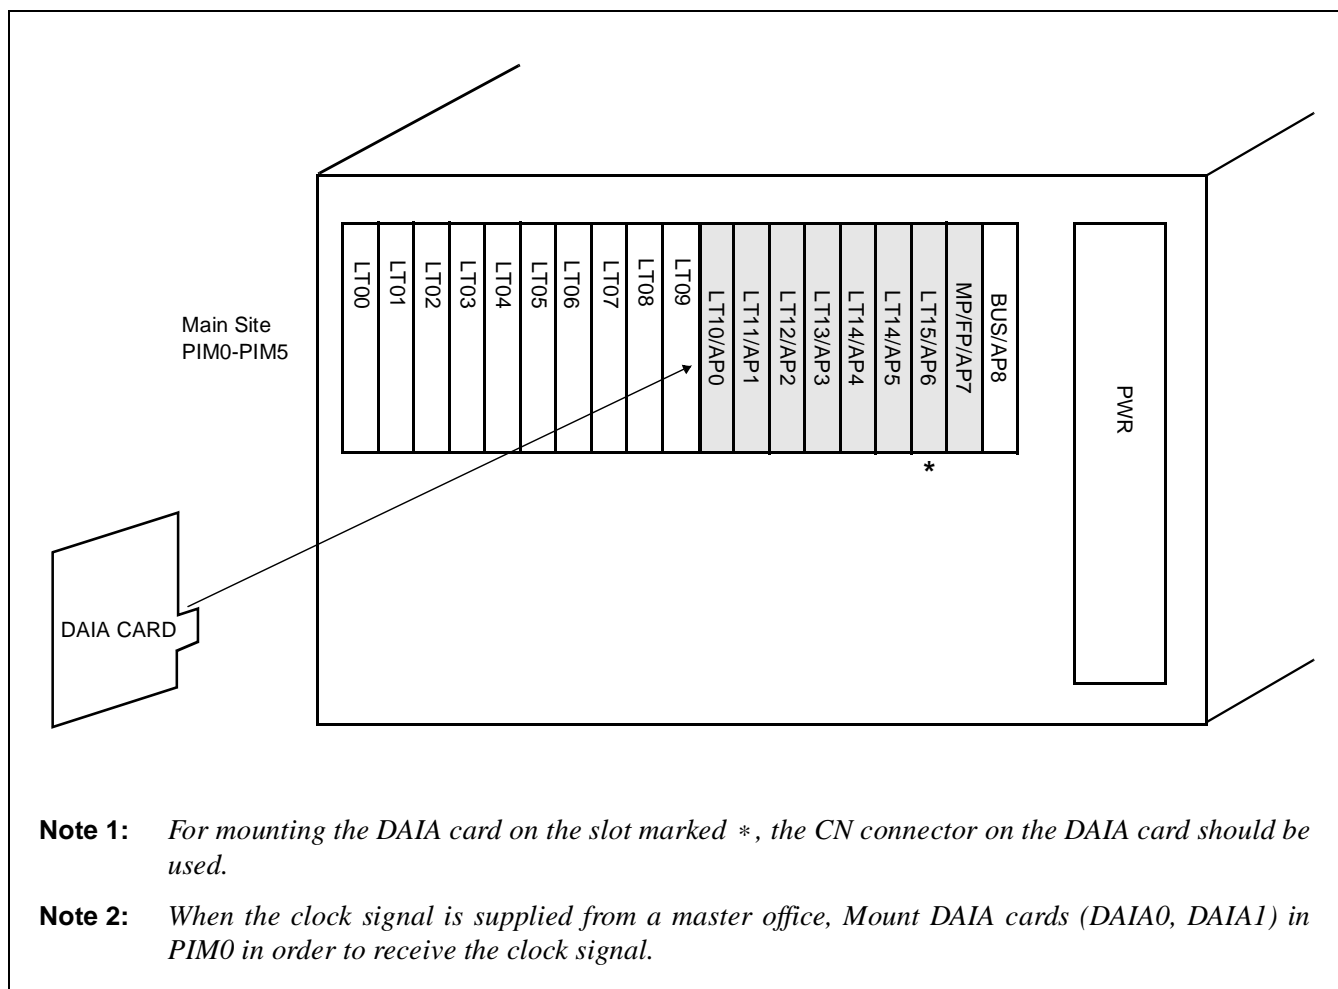 Main Site
PIM0-PIM5
LT00
LT01
LT02
LT03
LT04
LT05
LT06
LT07
LT08
LT09
LT10/AP0
LT11/AP1
LT12/AP2
LT13/AP3
LT14/AP4
LT14/AP5
LT15/AP6
MP/FP/AP7
BUS/AP8
PWR
*
DAIA CARD
Note 1: For mounting the DAIA card on the slot marked *, the CN connector on the DAIA card should be
used.
Note 2: When the clock signal is supplied from a master office, Mount DAIA cards (DAIA0, DAIA1) in
PIM0 in order to receive the clock signal.